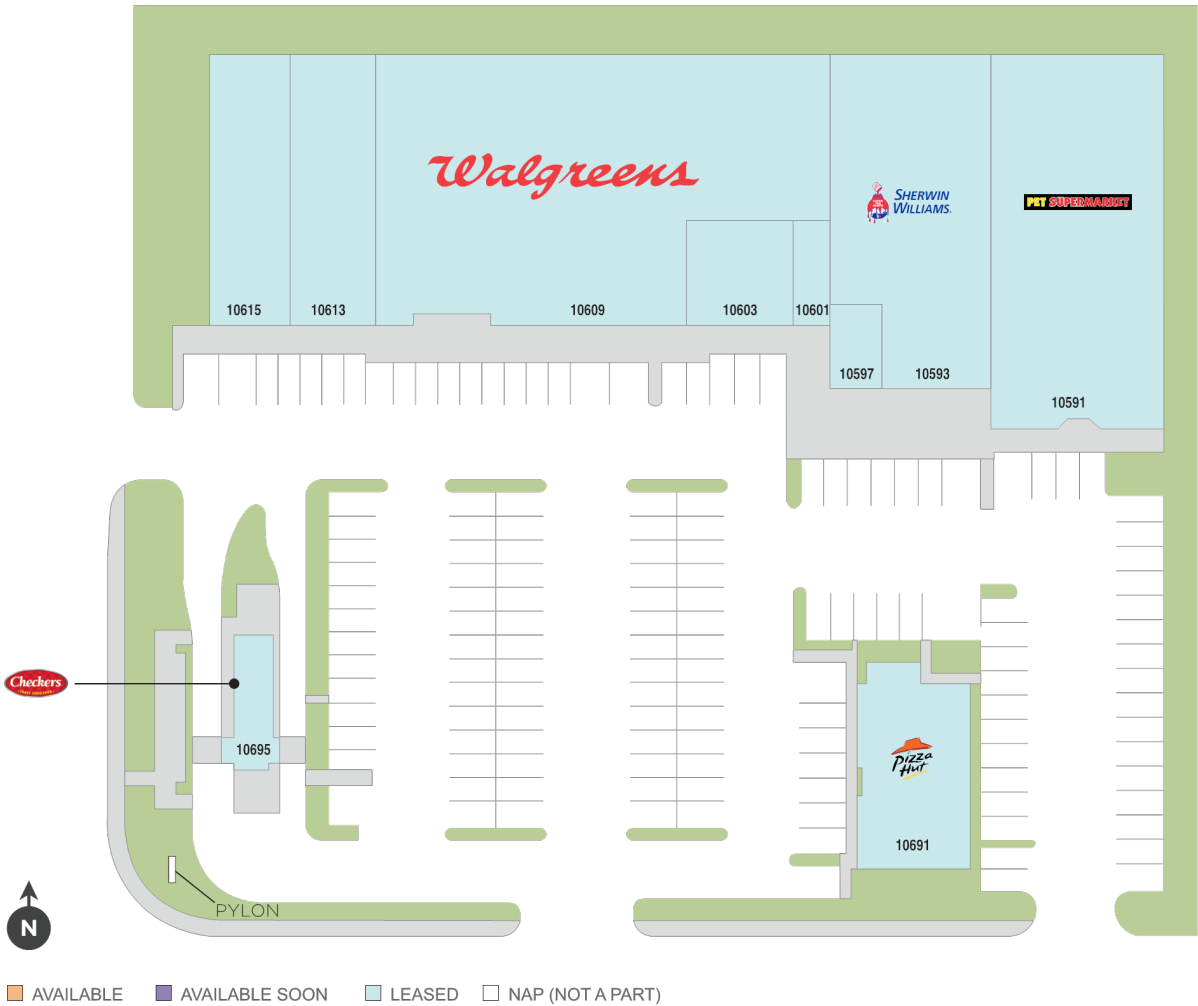 Walgreens
SHERWIN
WILLIAMS.
PET SUPERMARKET
10615
10613
10609
10603
10601
10597
10593
10591
Checkers
10695
Pizza
Hut
10691
PYLON
N
AVAILABLE
AVAILABLE SOON
LEASED
NAP (NOT A PART)